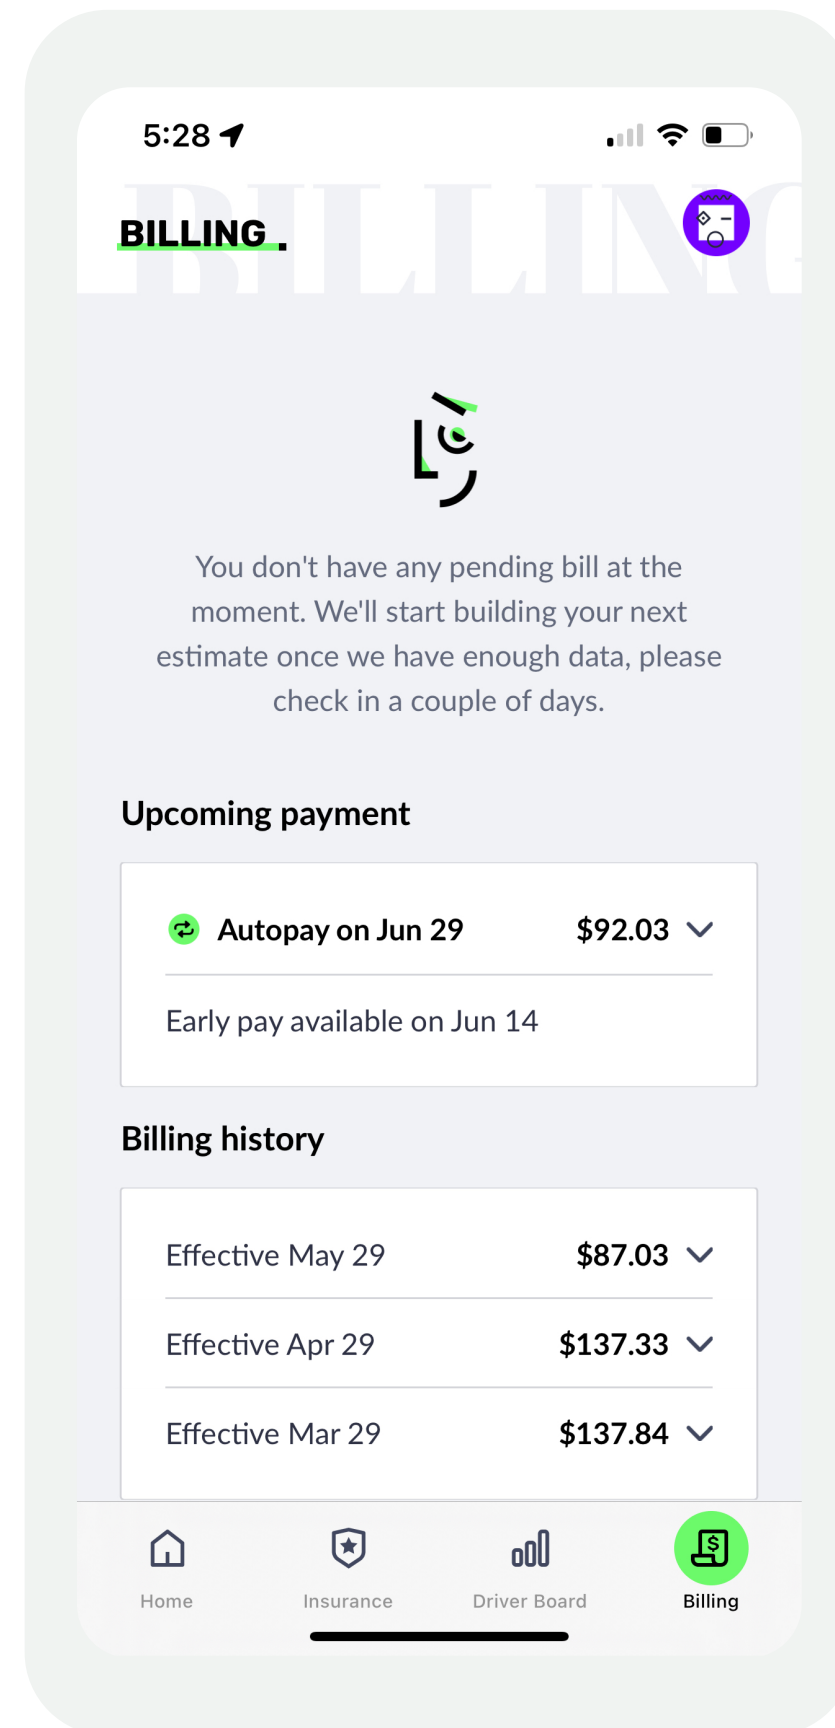 5:28
BILLING
BILLING .
You don't have any pending bill at the
moment. We'll start building your next
estimate once we have enough data, please
check in a couple of days.
Upcoming payment
Autopay on Jun 29 $92.03
Early pay available on Jun 14
Billing history
Effective May 29 $87.03
Effective Apr 29 $137.33
Effective Mar 29 $137.84
Home Insurance Driver Board Billing